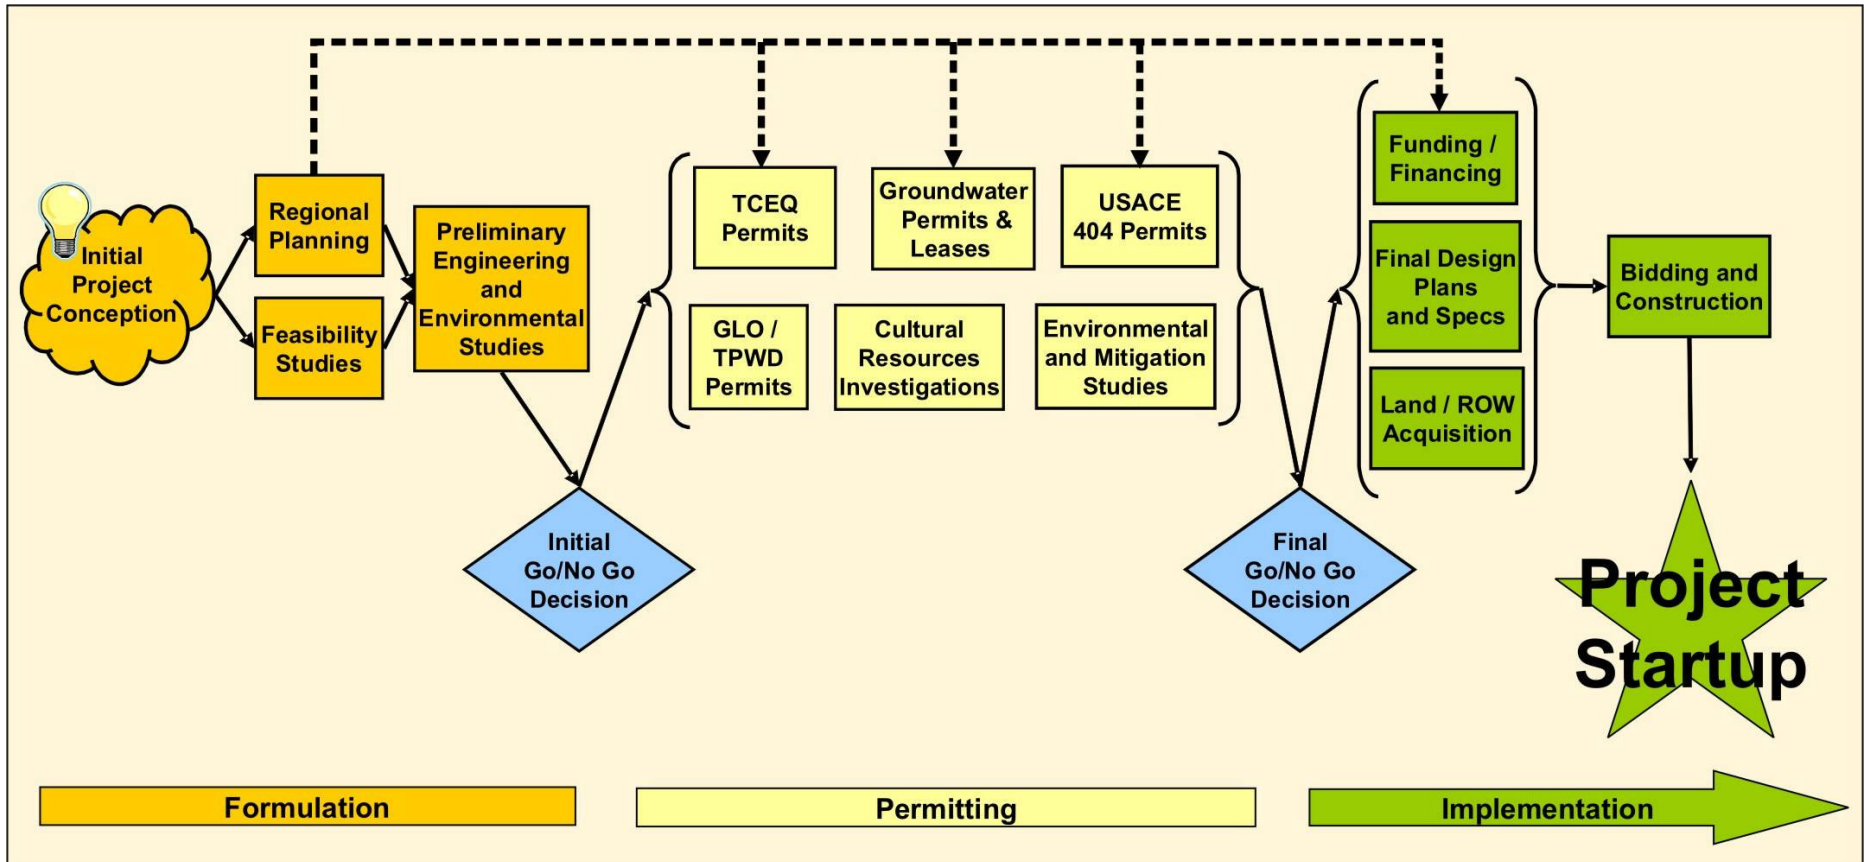 Initial
Project
Conception
Regional
Planning
Feasibility
Studies
Preliminary
Engineering
and
Environmental
Studies
Initial
Go/No Go
Decision
TCEQ
Permits
Groundwater
Permits &
Leases
USACE
404 Permits
GLO /
TPWD
Permits
Cultural
Resources
Investigations
Environmental
and Mitigation
Studies
Final
Go/No Go
Decision
Funding /
Financing
Final Design
Plans
and Specs
Land / ROW
Acquisition
Bidding and
Construction
Project
Startup
Formulation
Permitting
Implementation